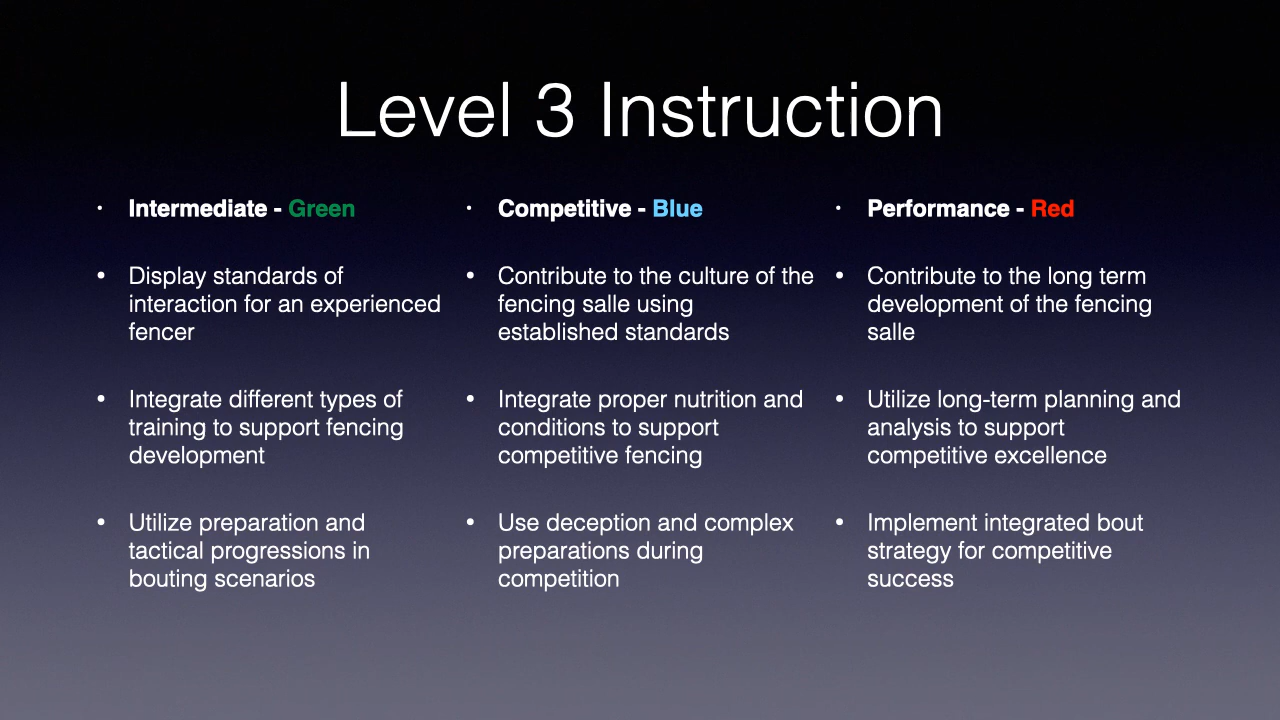 Level 3 Instruction
• Intermediate - Green
• Display standards of
interaction for an experienced
fencer
• Integrate different types of
training to support fencing
development
• Utilize preparation and
tactical progressions in
bouting scenarios
• Competitive - Blue
• Contribute to the culture of the
fencing salle using
established standards
• Integrate proper nutrition and
conditions to support
competitive fencing
• Use deception and complex
preparations during
competition
• Performance - Red
• Contribute to the long term
development of the fencing
salle
• Utilize long-term planning and
analysis to support
competitive excellence
• Implement integrated bout
strategy for competitive
success